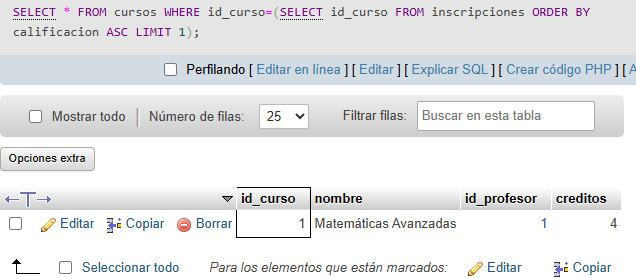 SELECT * FROM cursos WHERE id_curso=(SELECT id_curso FROM inscripciones ORDER BY
calificacion ASC LIMIT 1);
Perfilando [ Editar en línea ] [ Editar ] [ Explicar SQL ] [ Crear código PHP ] [ A
Mostrar todo Número de filas: 25 Filtrar filas: Buscar en esta tabla
Opciones extra
id_curso nombre id_profesor creditos
Editar Copiar Borrar 1 Matemáticas Avanzadas 1 4
Seleccionar todo Para los elementos que están marcados: Editar Copiar